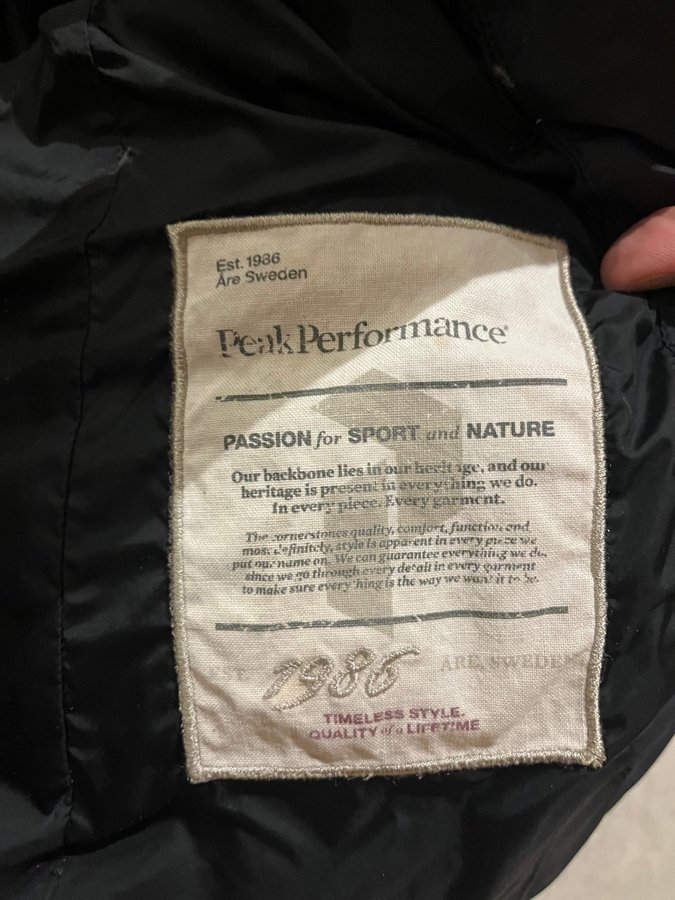 Est. 1986
Åre Sweden
PeakPerformance
PASSION for SPORT and NATURE
Our backbone lies in our heritage, and our
heritage is present in everything we do.
In every piece. Every garment.
The cornerstones quality, comfort, function and
most definitely, style is apparent in every piece we
put our name on. We can guarantee everything we do,
since we go through every detail in every garment
to make sure everything is the way we want it to be.
EST. 1986 ÅRE, SWEDEN
TIMELESS STYLE.
QUALITY of a LIFETIME